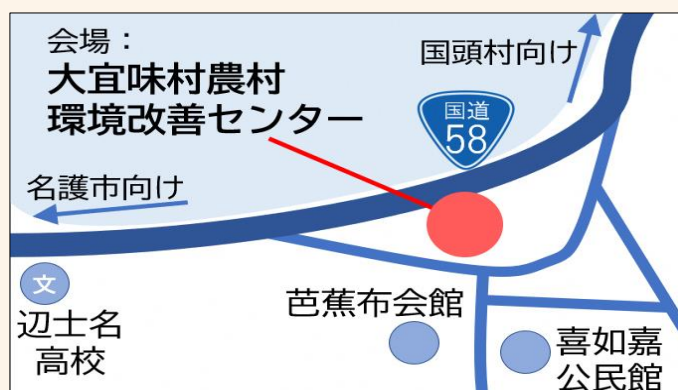 会場：
大宜味村農村
環境改善センター
国頭村向け
国道
58
名護市向け
文
辺士名
高校
芭蕉布会館
喜如嘉
公民館